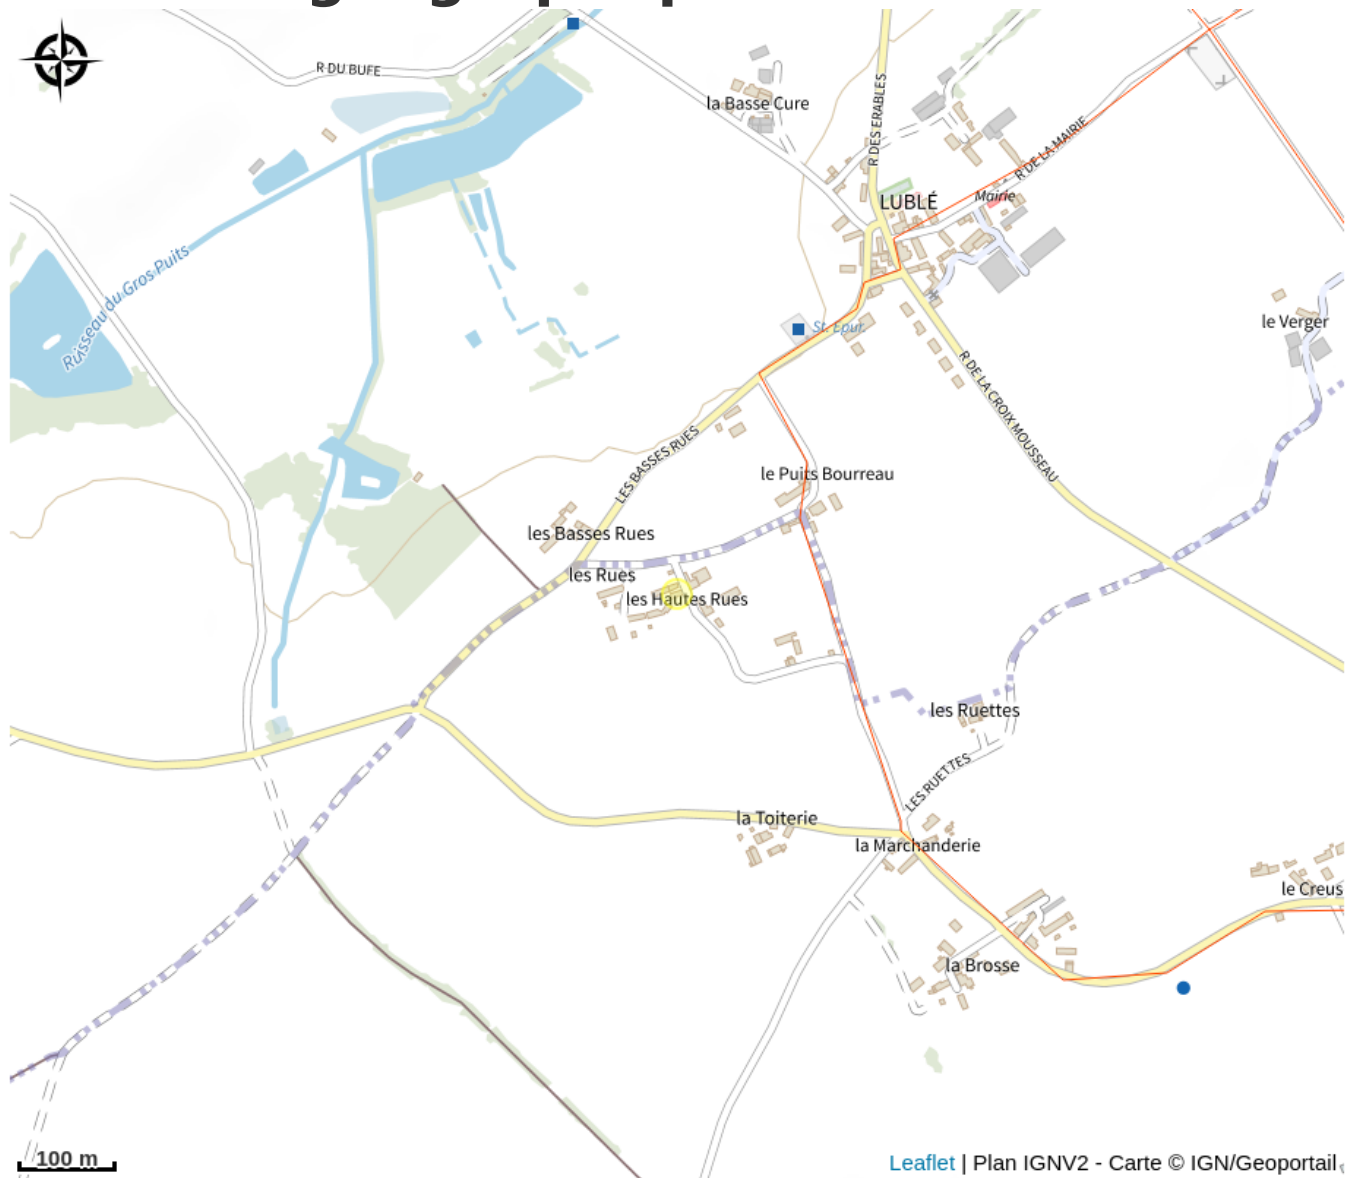 R DU BUFE
la Basse Cure
R DES ERABLES
R DE LA MAIRIE
Mairie
LUBLÉ
Ruisseau du Gros Puits
le Verger
St. Epur.
R DE LA CROIX MOUSSEAU
LES BASSES RUES
le Puits Bourreau
les Basses Rues
les Rues
les Hautes Rues
les Ruettes
LES RUETTES
la Toiterie
la Marchanderie
le Creus
la Brosse
100 m
Leaflet | Plan IGNV2 - Carte © IGN/Geoportail